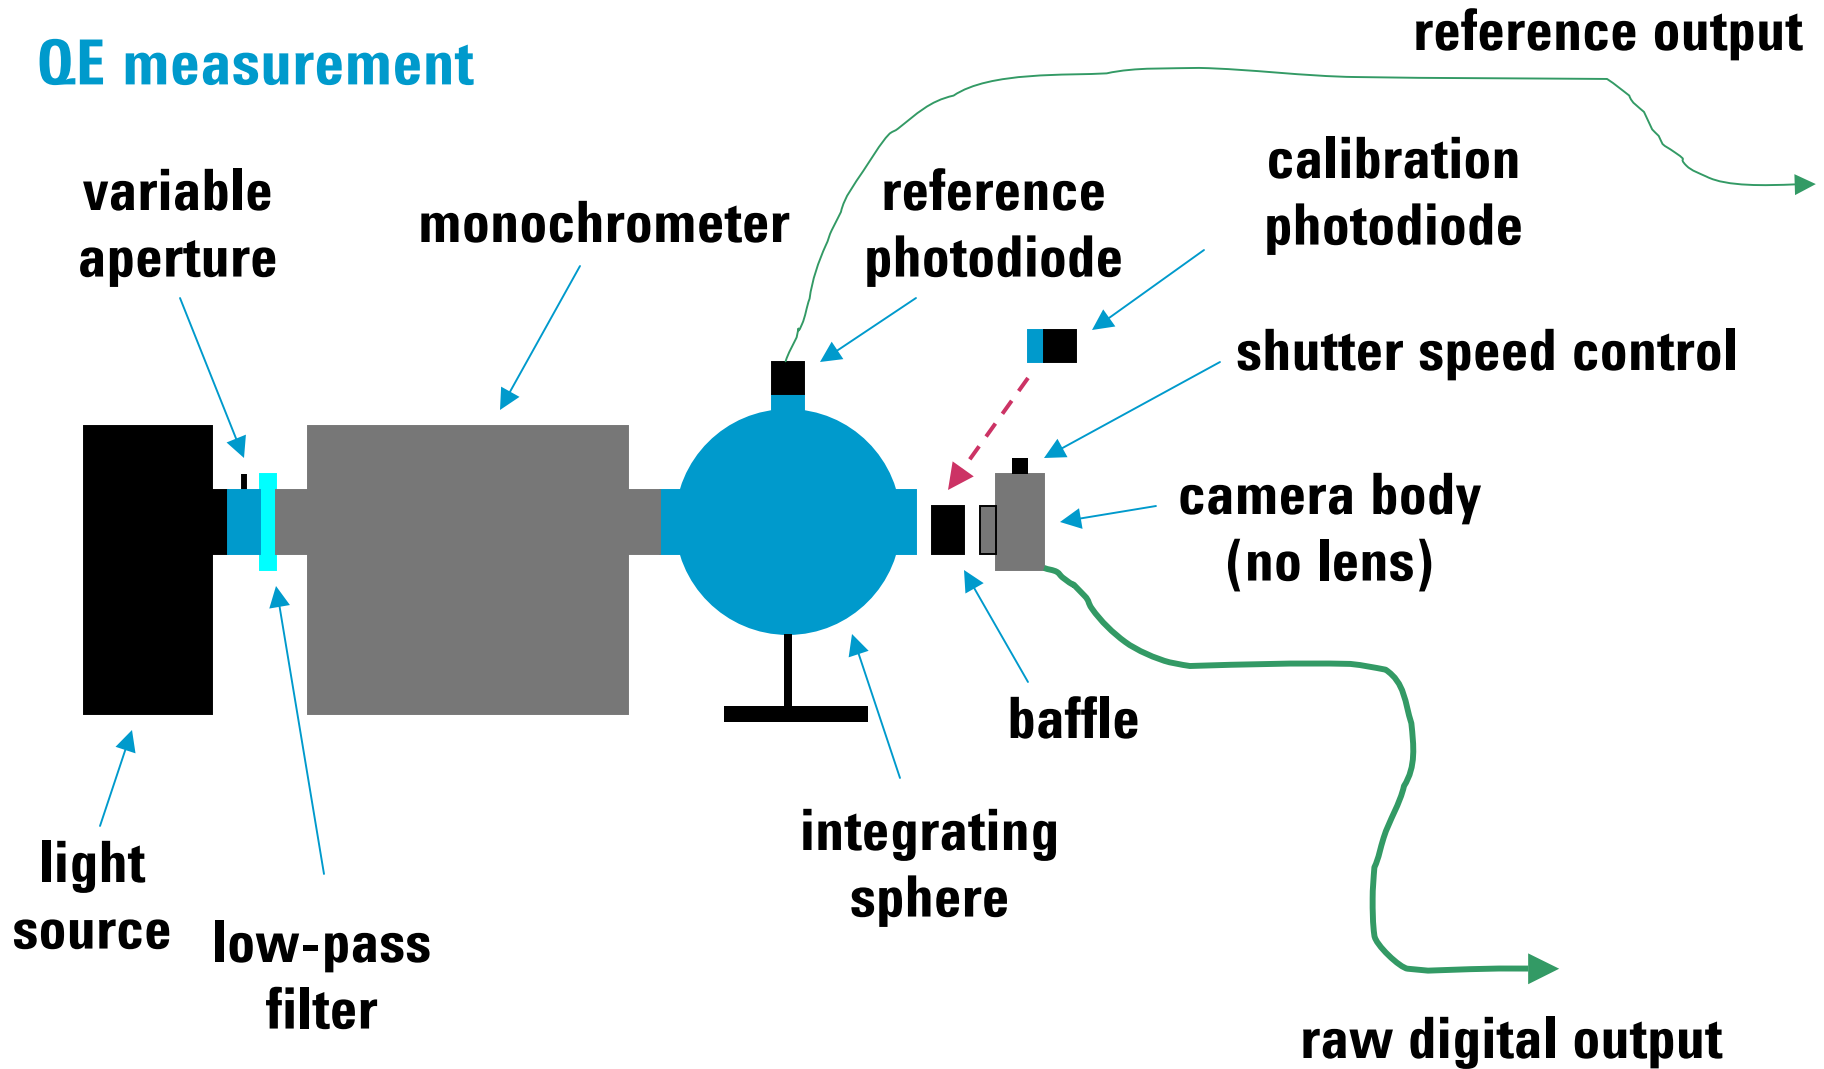 QE measurement
reference output
variable
aperture
monochrometer
reference
photodiode
calibration
photodiode
shutter speed control
camera body
(no lens)
baffle
integrating
sphere
light
source
low-pass
filter
raw digital output